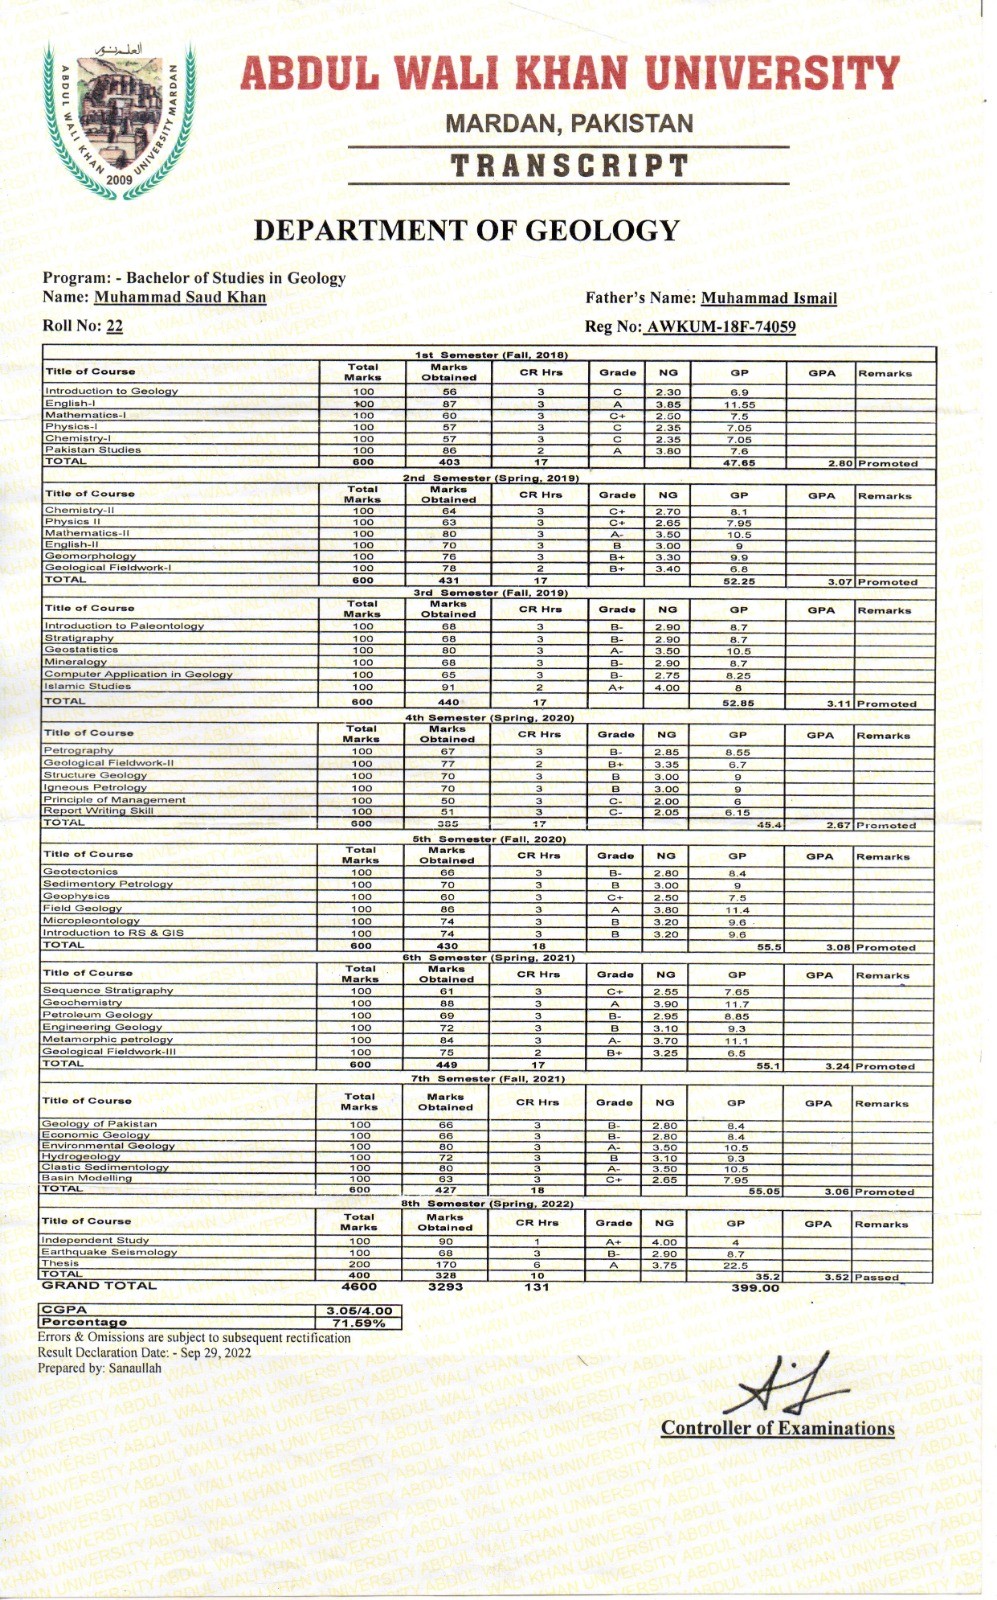 العلم نور
ABDUL WALI KHAN UNIVERSITY MARDAN
2009
ABDUL WALI KHAN UNIVERSITY
MARDAN, PAKISTAN
TRANSCRIPT
DEPARTMENT OF GEOLOGY
Program: - Bachelor of Studies in Geology
Name: Muhammad Saud Khan Father's Name: Muhammad Ismail
Roll No: 22 Reg No: AWKUM-18F-74059
1st Semester (Fall, 2018)
Title of Course Total Marks Marks Obtained CR Hrs Grade NG GP GPA Remarks
Introduction to Geology 100 56 3 C 2.30 6.9
English-I 100 87 3 A 3.85 11.55
Mathematics-I 100 60 3 C+ 2.50 7.5
Physics-I 100 57 3 C 2.35 7.05
Chemistry-I 100 57 3 C 2.35 7.05
Pakistan Studies 100 86 2 A 3.80 7.6
TOTAL 600 403 17 47.65 2.80 Promoted
2nd Semester (Spring, 2019)
Title of Course Total Marks Marks Obtained CR Hrs Grade NG GP GPA Remarks
Chemistry-II 100 64 3 C+ 2.70 8.1
Physics II 100 63 3 C+ 2.65 7.95
Mathematics-II 100 80 3 A- 3.50 10.5
English-II 100 70 3 B 3.00 9
Geomorphology 100 76 3 B+ 3.30 9.9
Geological Fieldwork-I 100 78 2 B+ 3.40 6.8
TOTAL 600 431 17 52.25 3.07 Promoted
3rd Semester (Fall, 2019)
Title of Course Total Marks Marks Obtained CR Hrs Grade NG GP GPA Remarks
Introduction to Paleontology 100 68 3 B- 2.90 8.7
Stratigraphy 100 68 3 B- 2.90 8.7
Geostatistics 100 80 3 A- 3.50 10.5
Mineralogy 100 68 3 B- 2.90 8.7
Computer Application in Geology 100 65 3 B- 2.75 8.25
Islamic Studies 100 91 2 A+ 4.00 8
TOTAL 600 440 17 52.85 3.11 Promoted
4th Semester (Spring, 2020)
Title of Course Total Marks Marks Obtained CR Hrs Grade NG GP GPA Remarks
Petrography 100 67 3 B- 2.85 8.55
Geological Fieldwork-II 100 77 2 B+ 3.35 6.7
Structure Geology 100 70 3 B 3.00 9
Igneous Petrology 100 70 3 B 3.00 9
Principle of Management 100 50 3 C- 2.00 6
Report Writing Skill 100 51 3 C- 2.05 6.15
TOTAL 600 385 17 45.4 2.67 Promoted
5th Semester (Fall, 2020)
Title of Course Total Marks Marks Obtained CR Hrs Grade NG GP GPA Remarks
Geotectonics 100 66 3 B- 2.80 8.4
Sedimentory Petrology 100 70 3 B 3.00 9
Geophysics 100 60 3 C+ 2.50 7.5
Field Geology 100 86 3 A 3.80 11.4
Micropleontology 100 74 3 B 3.20 9.6
Introduction to RS & GIS 100 74 3 B 3.20 9.6
TOTAL 600 430 18 55.5 3.08 Promoted
6th Semester (Spring, 2021)
Title of Course Total Marks Marks Obtained CR Hrs Grade NG GP GPA Remarks
Sequence Stratigraphy 100 61 3 C+ 2.55 7.65
Geochemistry 100 88 3 A 3.90 11.7
Petroleum Geology 100 69 3 B- 2.95 8.85
Engineering Geology 100 72 3 B 3.10 9.3
Metamorphic petrology 100 84 3 A- 3.70 11.1
Geological Fieldwork-III 100 75 2 B+ 3.25 6.5
TOTAL 600 449 17 55.1 3.24 Promoted
7th Semester (Fall, 2021)
Title of Course Total Marks Marks Obtained CR Hrs Grade NG GP GPA Remarks
Geology of Pakistan 100 66 3 B- 2.80 8.4
Economic Geology 100 66 3 B- 2.80 8.4
Environmental Geology 100 80 3 A- 3.50 10.5
Hydrogeology 100 72 3 B 3.10 9.3
Clastic Sedimentology 100 80 3 A- 3.50 10.5
Basin Modelling 100 63 3 C+ 2.65 7.95
TOTAL 600 427 18 55.05 3.06 Promoted
8th Semester (Spring, 2022)
Title of Course Total Marks Marks Obtained CR Hrs Grade NG GP GPA Remarks
Independent Study 100 90 1 A+ 4.00 4
Earthquake Seismology 100 68 3 B- 2.90 8.7
Thesis 200 170 6 A 3.75 22.5
TOTAL 400 328 10 35.2 3.52 Passed
GRAND TOTAL 4600 3293 131 399.00
CGPA 3.05/4.00
Percentage 71.59%
Errors & Omissions are subject to subsequent rectification
Result Declaration Date: - Sep 29, 2022
Prepared by: Sanaullah
Controller of Examinations